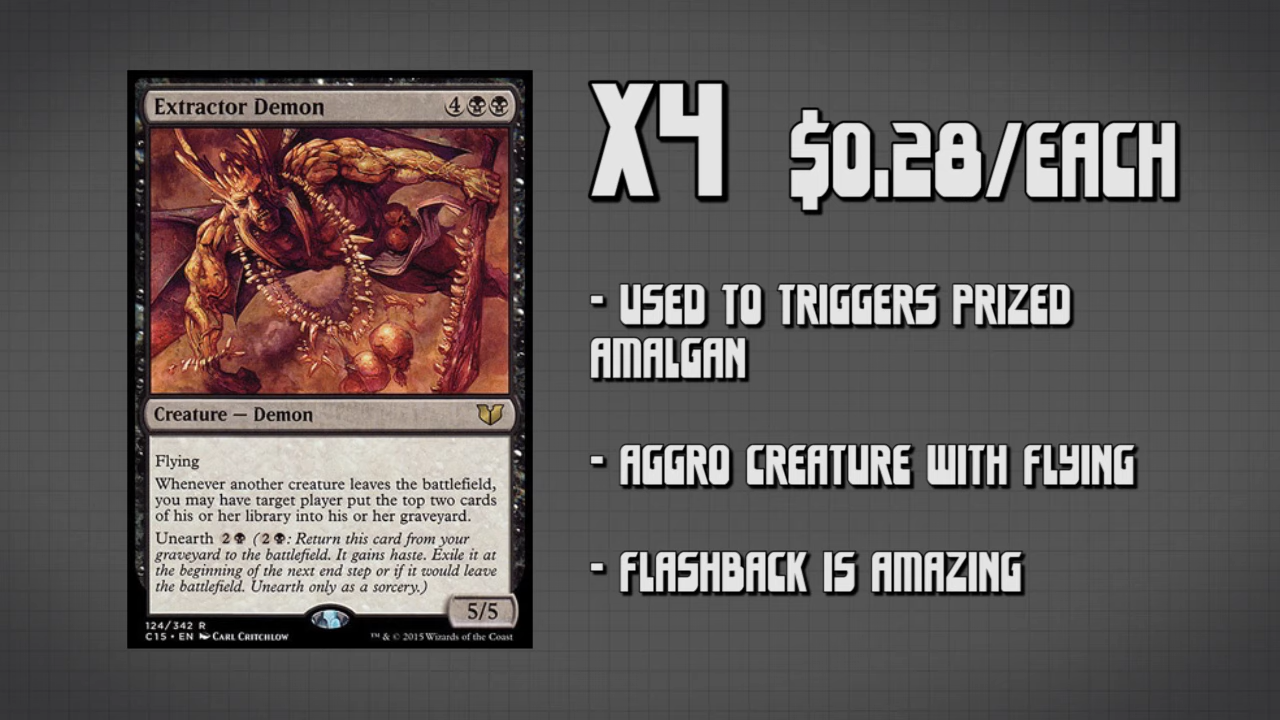 Extractor Demon 4
X4 $0.28/EACH
- USED TO TRIGGERS PRIZED
AMALGAN
- AGGRO CREATURE WITH FLYING
- FLASHBACK IS AMAZING
Creature — Demon
Flying
Whenever another creature leaves the battlefield,
you may have target player put the top two cards
of his or her library into his or her graveyard.
Unearth 2 (2: Return this card from your
graveyard to the battlefield. It gains haste. Exile it at
the beginning of the next end step or if it would leave
the battlefield. Unearth only as a sorcery.)
5/5
124/342 R
C15 • EN CARL CRITCHLOW
™ & © 2015 Wizards of the Coast